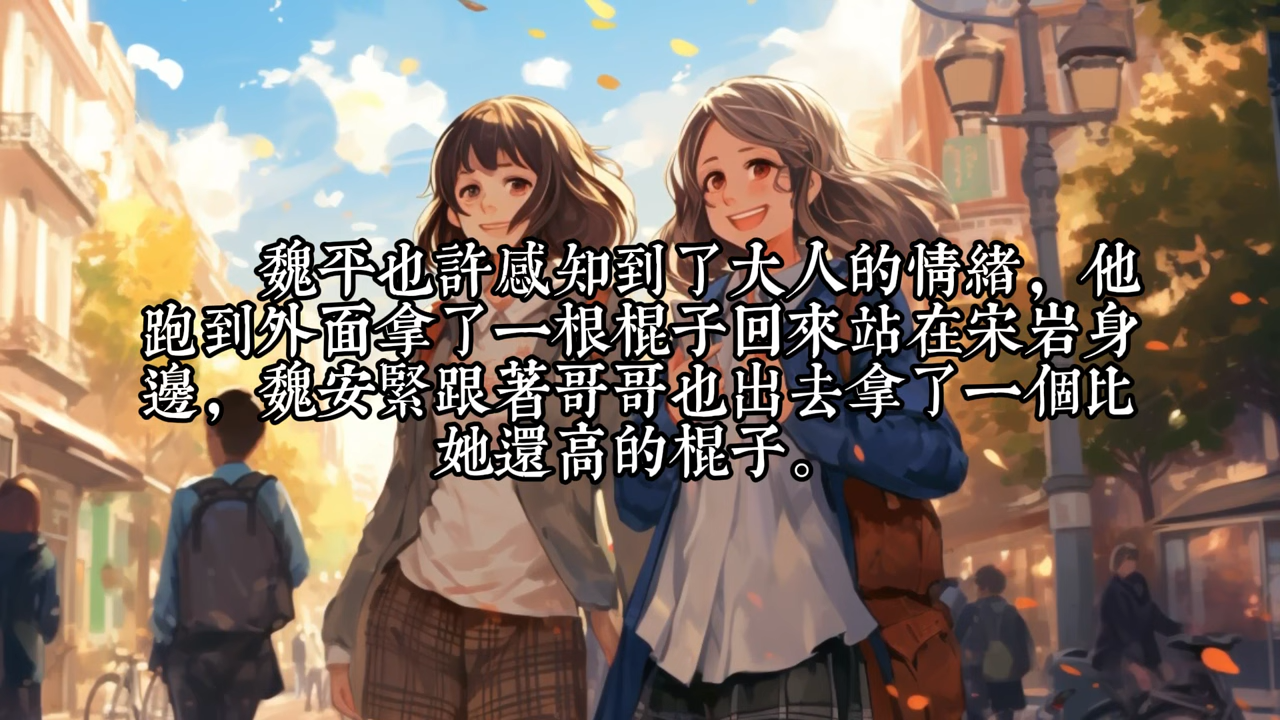 魏平也許感知到了大人的情緒，他
跑到外面拿了一根棍子回來站在宋岩身
邊，魏安緊跟著哥哥也出去拿了一個比
她還高的棍子。